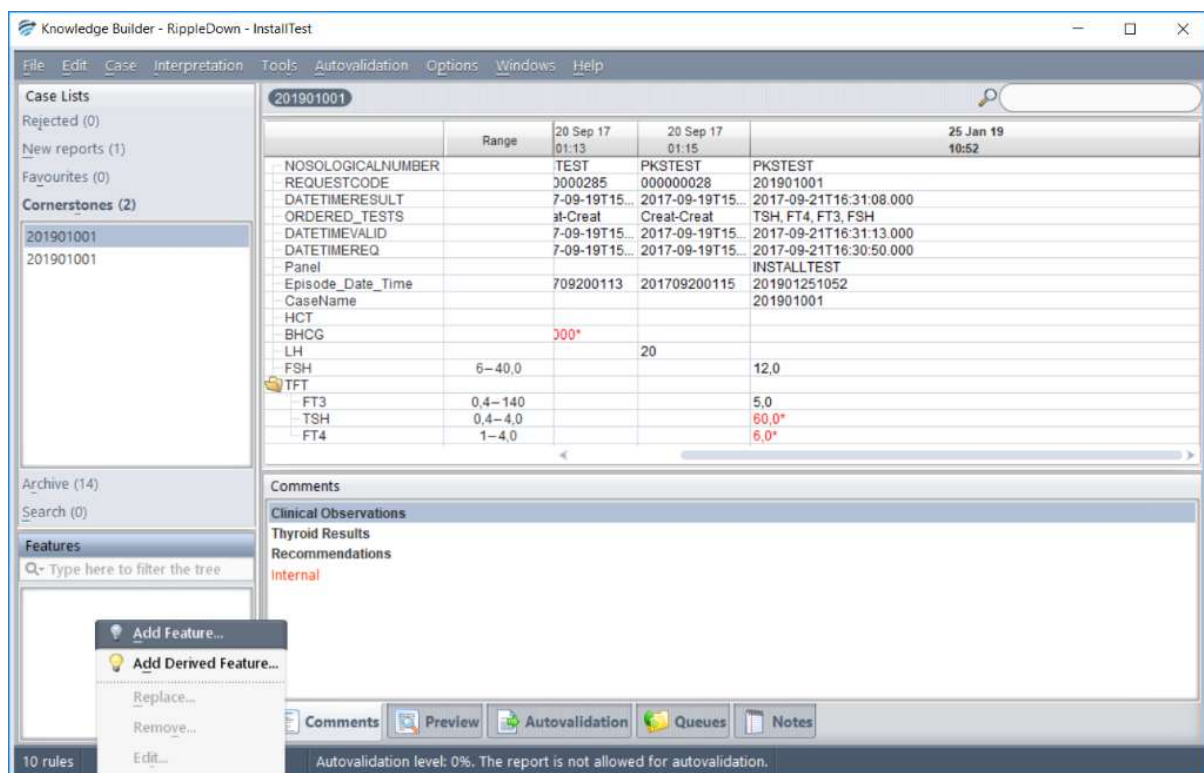 Knowledge Builder - RippleDown - InstallTest
File Edit Case Interpretation Tools Autovalidation Options Windows Help
Case Lists
Rejected (0)
New reports (1)
Favourites (0)
Cornerstones (2)
201901001
201901001
Archive (14)
Search (0)
Features
Type here to filter the tree
Add Feature...
Add Derived Feature...
Replace...
Remove...
Edit...
201901001
Range 20 Sep 17 01:13 20 Sep 17 01:15 25 Jan 19 10:52
NOSOLOGICALNUMBER TEST PKSTEST PKSTEST
REQUESTCODE 0000285 000000028 201901001
DATETIMERESULT 7-09-19T15... 2017-09-19T15... 2017-09-21T16:31:08.000
ORDERED_TESTS at-Creat Creat-Creat TSH, FT4, FT3, FSH
DATETIMEVALID 7-09-19T15... 2017-09-19T15... 2017-09-21T16:31:13.000
DATETIMEREQ 7-09-19T15... 2017-09-19T15... 2017-09-21T16:30:50.000
Panel INSTALLTEST
Episode_Date_Time 709200113 201709200115 201901251052
CaseName 201901001
HCT
BHCG 000*
LH 20
FSH 6–40,0 12,0
TFT
FT3 0,4–140 5,0
TSH 0,4–4,0 60,0*
FT4 1–4,0 6,0*
Comments
Clinical Observations
Thyroid Results
Recommendations
Internal
Comments Preview Autovalidation Queues Notes
10 rules Autovalidation level: 0%. The report is not allowed for autovalidation.